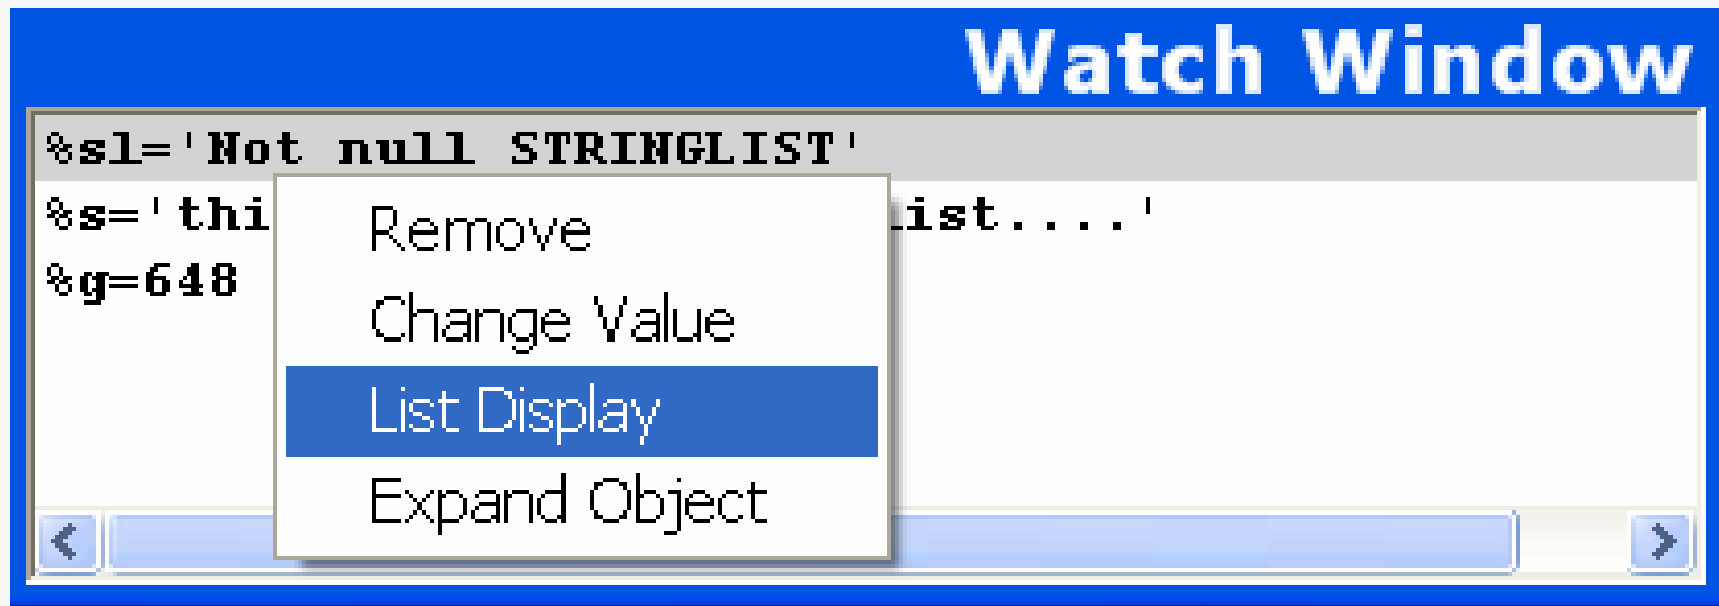 Watch Window
%sl='Not null STRINGLIST'
%s='thi ist....'
%g=648
Remove
Change Value
List Display
Expand Object